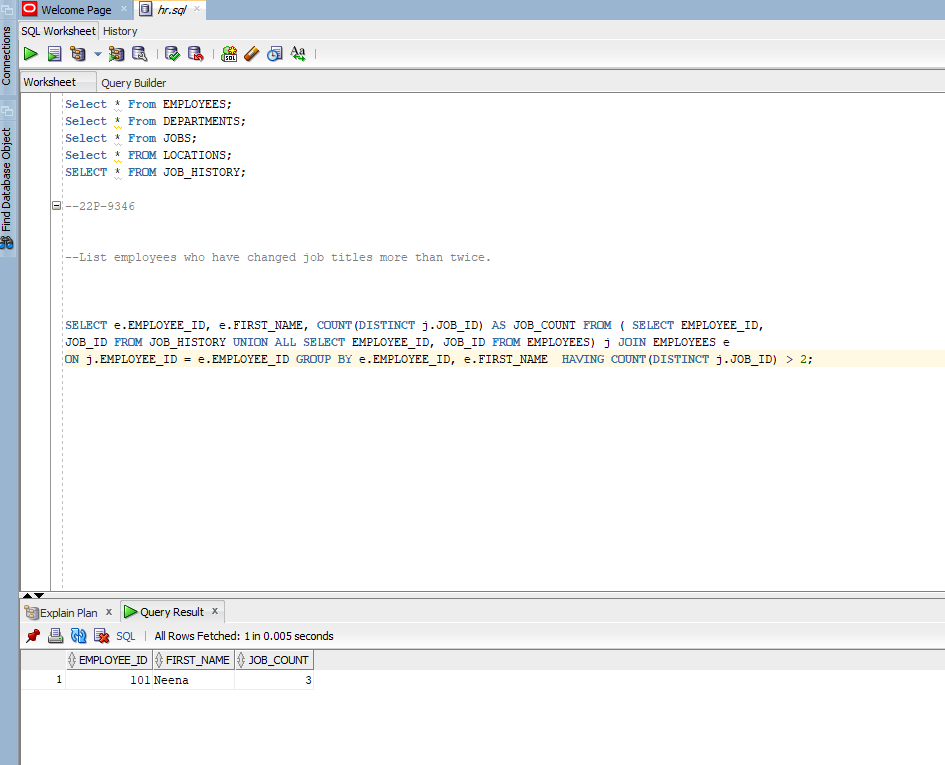 Welcome Page
hr.sql
SQL Worksheet History
SQL
Aa
Worksheet Query Builder
Connections
Find Database Object
Select * From EMPLOYEES;
Select * From DEPARTMENTS;
Select * From JOBS;
Select * FROM LOCATIONS;
SELECT * FROM JOB_HISTORY;
--22P-9346
--List employees who have changed job titles more than twice.
SELECT e.EMPLOYEE_ID, e.FIRST_NAME, COUNT(DISTINCT j.JOB_ID) AS JOB_COUNT FROM ( SELECT EMPLOYEE_ID,
JOB_ID FROM JOB_HISTORY UNION ALL SELECT EMPLOYEE_ID, JOB_ID FROM EMPLOYEES) j JOIN EMPLOYEES e
ON j.EMPLOYEE_ID = e.EMPLOYEE_ID GROUP BY e.EMPLOYEE_ID, e.FIRST_NAME  HAVING COUNT(DISTINCT j.JOB_ID) > 2;
Explain Plan x Query Result x
SQL | All Rows Fetched: 1 in 0.005 seconds
EMPLOYEE_ID FIRST_NAME JOB_COUNT
1 101 Neena 3